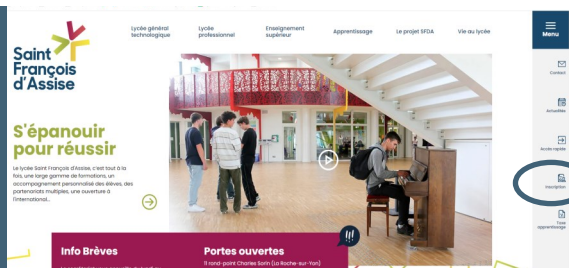 Lycée général
technologique
Lycée
professionnel
Enseignement
supérieur
Apprentissage
Le projet SFDA
Vie au lycée
Menu
Saint
François
d'Assise
Contact
Actualités
Accès rapide
Inscription
Taxe
apprentissage
S'épanouir
pour réussir
Le lycée Saint François d'Assise, c'est tout à la
fois, une large gamme de formations, un
accompagnement personnalisé des élèves, des
partenariats multiples, une ouverture à
l'international...
Info Brèves
Portes ouvertes
11 rond-point Charles Sorin (La Roche-sur-Yon)